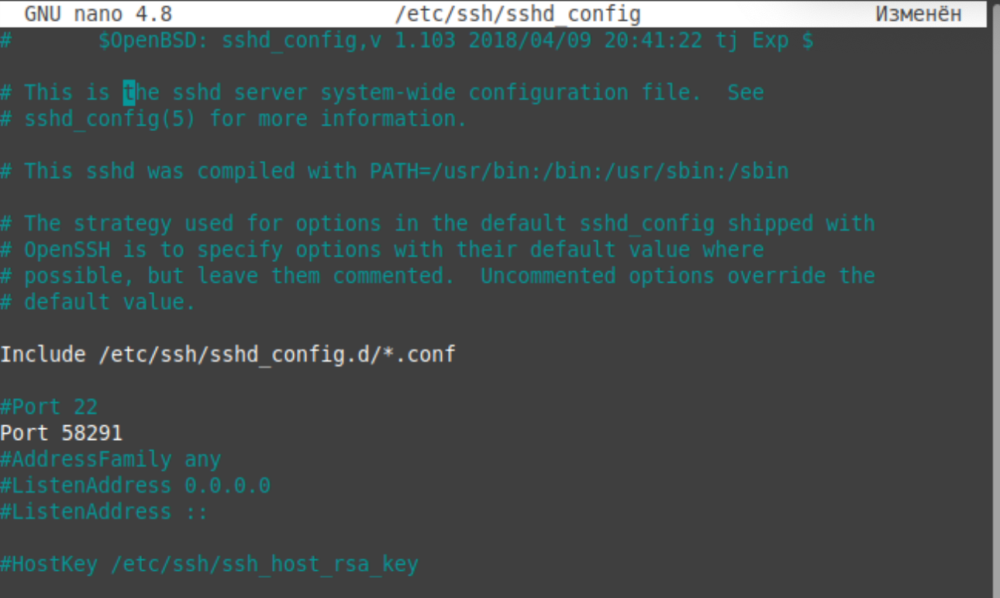 GNU nano 4.8 /etc/ssh/sshd_config Изменён
# $OpenBSD: sshd_config,v 1.103 2018/04/09 20:41:22 tj Exp $
# This is the sshd server system-wide configuration file. See
# sshd_config(5) for more information.
# This sshd was compiled with PATH=/usr/bin:/bin:/usr/sbin:/sbin
# The strategy used for options in the default sshd_config shipped with
# OpenSSH is to specify options with their default value where
# possible, but leave them commented. Uncommented options override the
# default value.
Include /etc/ssh/sshd_config.d/*.conf
#Port 22
Port 58291
#AddressFamily any
#ListenAddress 0.0.0.0
#ListenAddress ::
#HostKey /etc/ssh/ssh_host_rsa_key